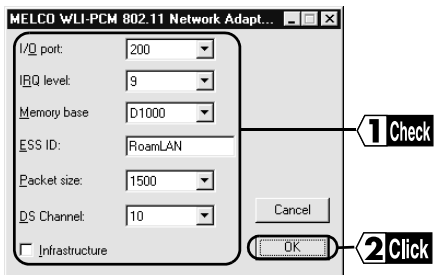 MELCO WLI-PCM 802.11 Network Adapt...
I/O port: 200
IRQ level: 9
Memory base D1000
ESS ID: RoamLAN
Packet size: 1500
DS Channel: 10
Infrastructure
Cancel
OK
1 Check
2 Click